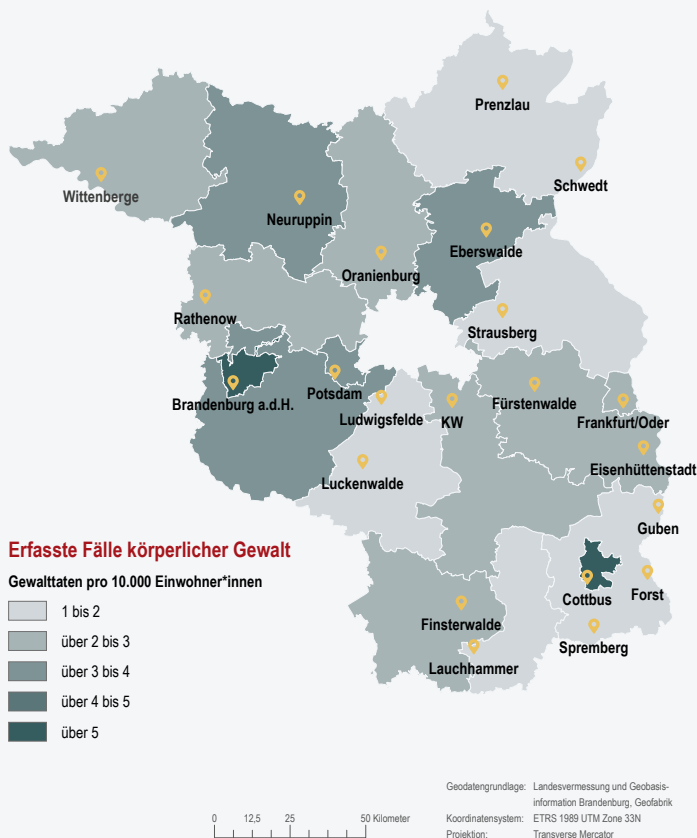 Prenzlau
Schwedt
Wittenberge
Neuruppin
Eberswalde
Oranienburg
Rathenow
Strausberg
Potsdam
Brandenburg a.d.H.
Ludwigsfelde
KW
Fürstenwalde
Frankfurt/Oder
Eisenhüttenstadt
Luckenwalde
Guben
Erfasste Fälle körperlicher Gewalt
Gewalttaten pro 10.000 Einwohner*innen
1 bis 2
über 2 bis 3
über 3 bis 4
über 4 bis 5
über 5
Cottbus
Forst
Finsterwalde
Spremberg
Lauchhammer
Geodatengrundlage: Landesvermessung und Geobasis-
information Brandenburg, Geofabrik
Koordinatensystem: ETRS 1989 UTM Zone 33N
Projektion: Transverse Mercator
0 12,5 25 50 Kilometer